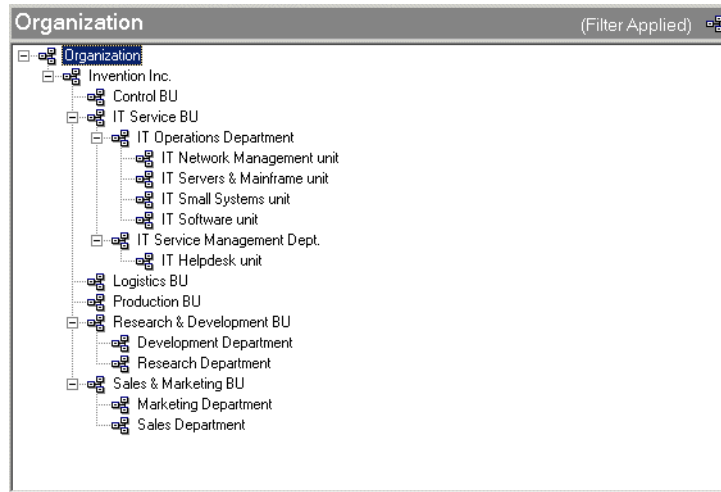 Organization (Filter Applied)
Organization
Invention Inc.
Control BU
IT Service BU
IT Operations Department
IT Network Management unit
IT Servers & Mainframe unit
IT Small Systems unit
IT Software unit
IT Service Management Dept.
IT Helpdesk unit
Logistics BU
Production BU
Research & Development BU
Development Department
Research Department
Sales & Marketing BU
Marketing Department
Sales Department